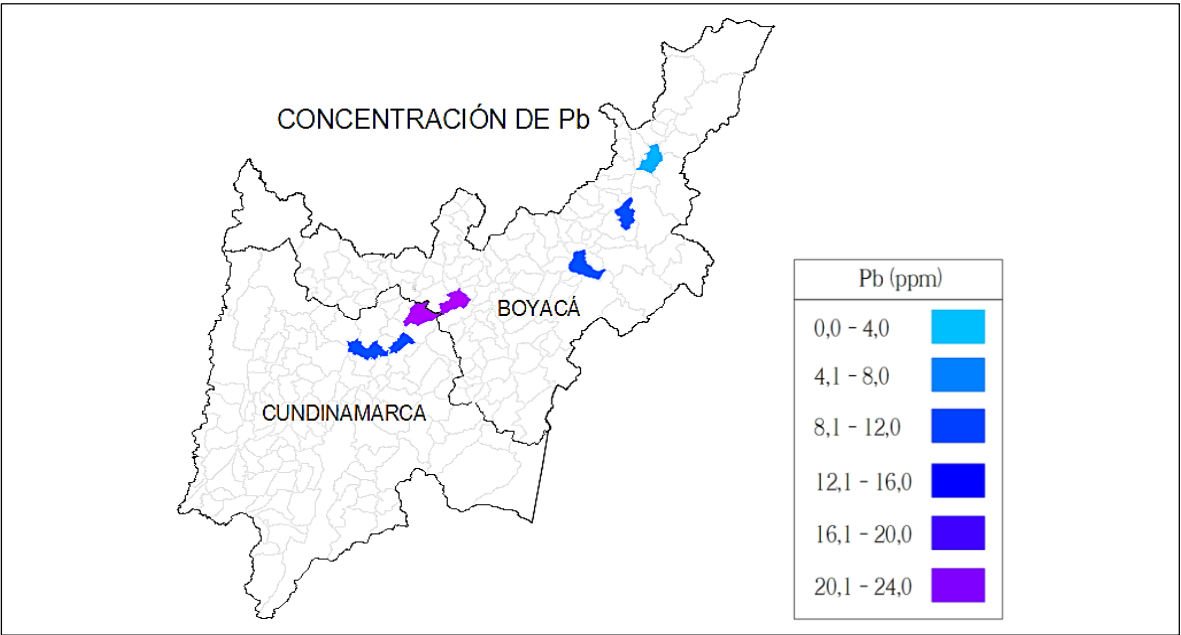 CONCENTRACIÓN DE Pb
BOYACÁ
CUNDINAMARCA
Pb (ppm)
0,0 - 4,0
4,1 - 8,0
8,1 - 12,0
12,1 - 16,0
16,1 - 20,0
20,1 - 24,0